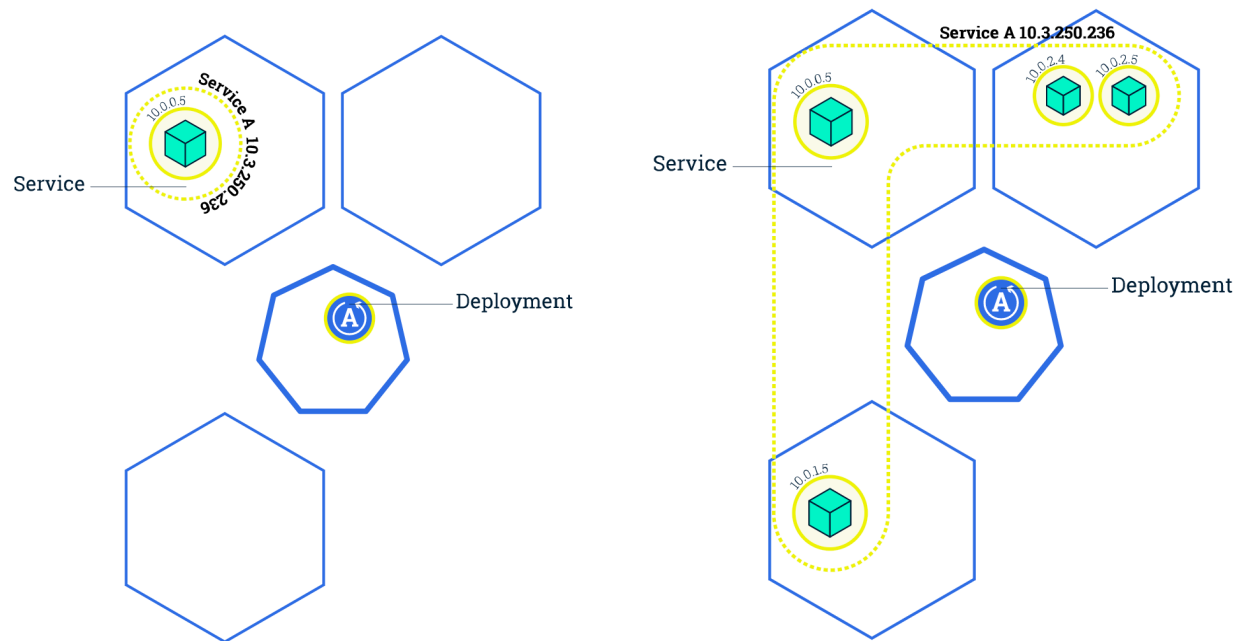 10.0.0.5
Service A 10.3.250.236
Service
A
Deployment
Service A 10.3.250.236
10.0.0.5
10.0.2.4
10.0.2.5
Service
A
Deployment
10.0.1.5